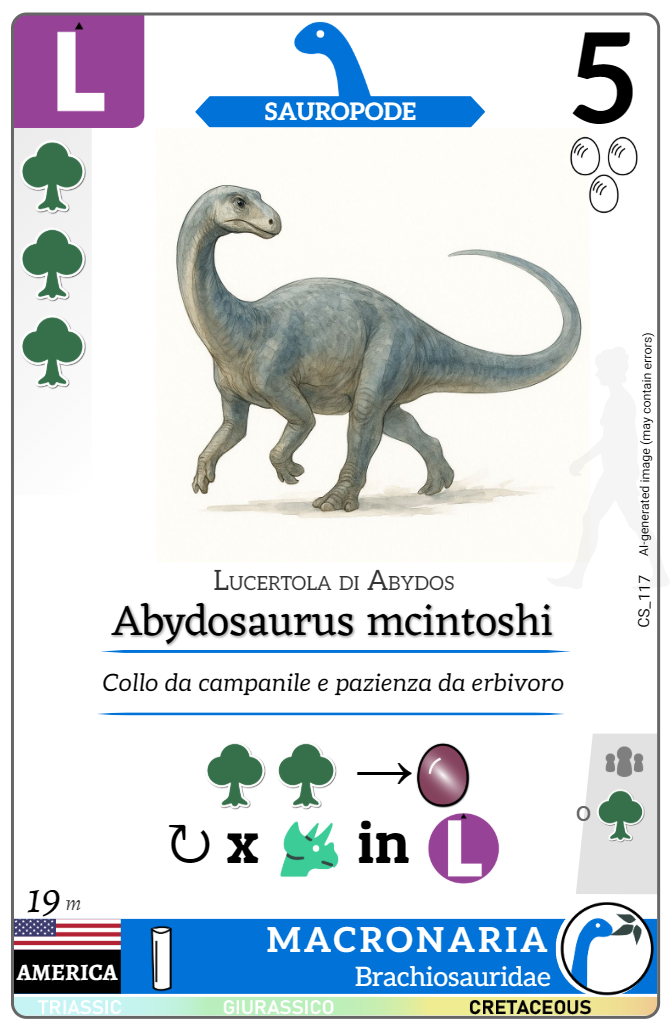 L
SAUROPODE
5
AI-generated image (may contain errors)
CS_117
Lucertola di Abydos
Abydosaurus mcintoshi
Collo da campanile e pazienza da erbivoro
→
O
↻ x in L
19 m
AMERICA
MACRONARIA
Brachiosauridae
TRIASSIC GIURASSICO CRETACEOUS